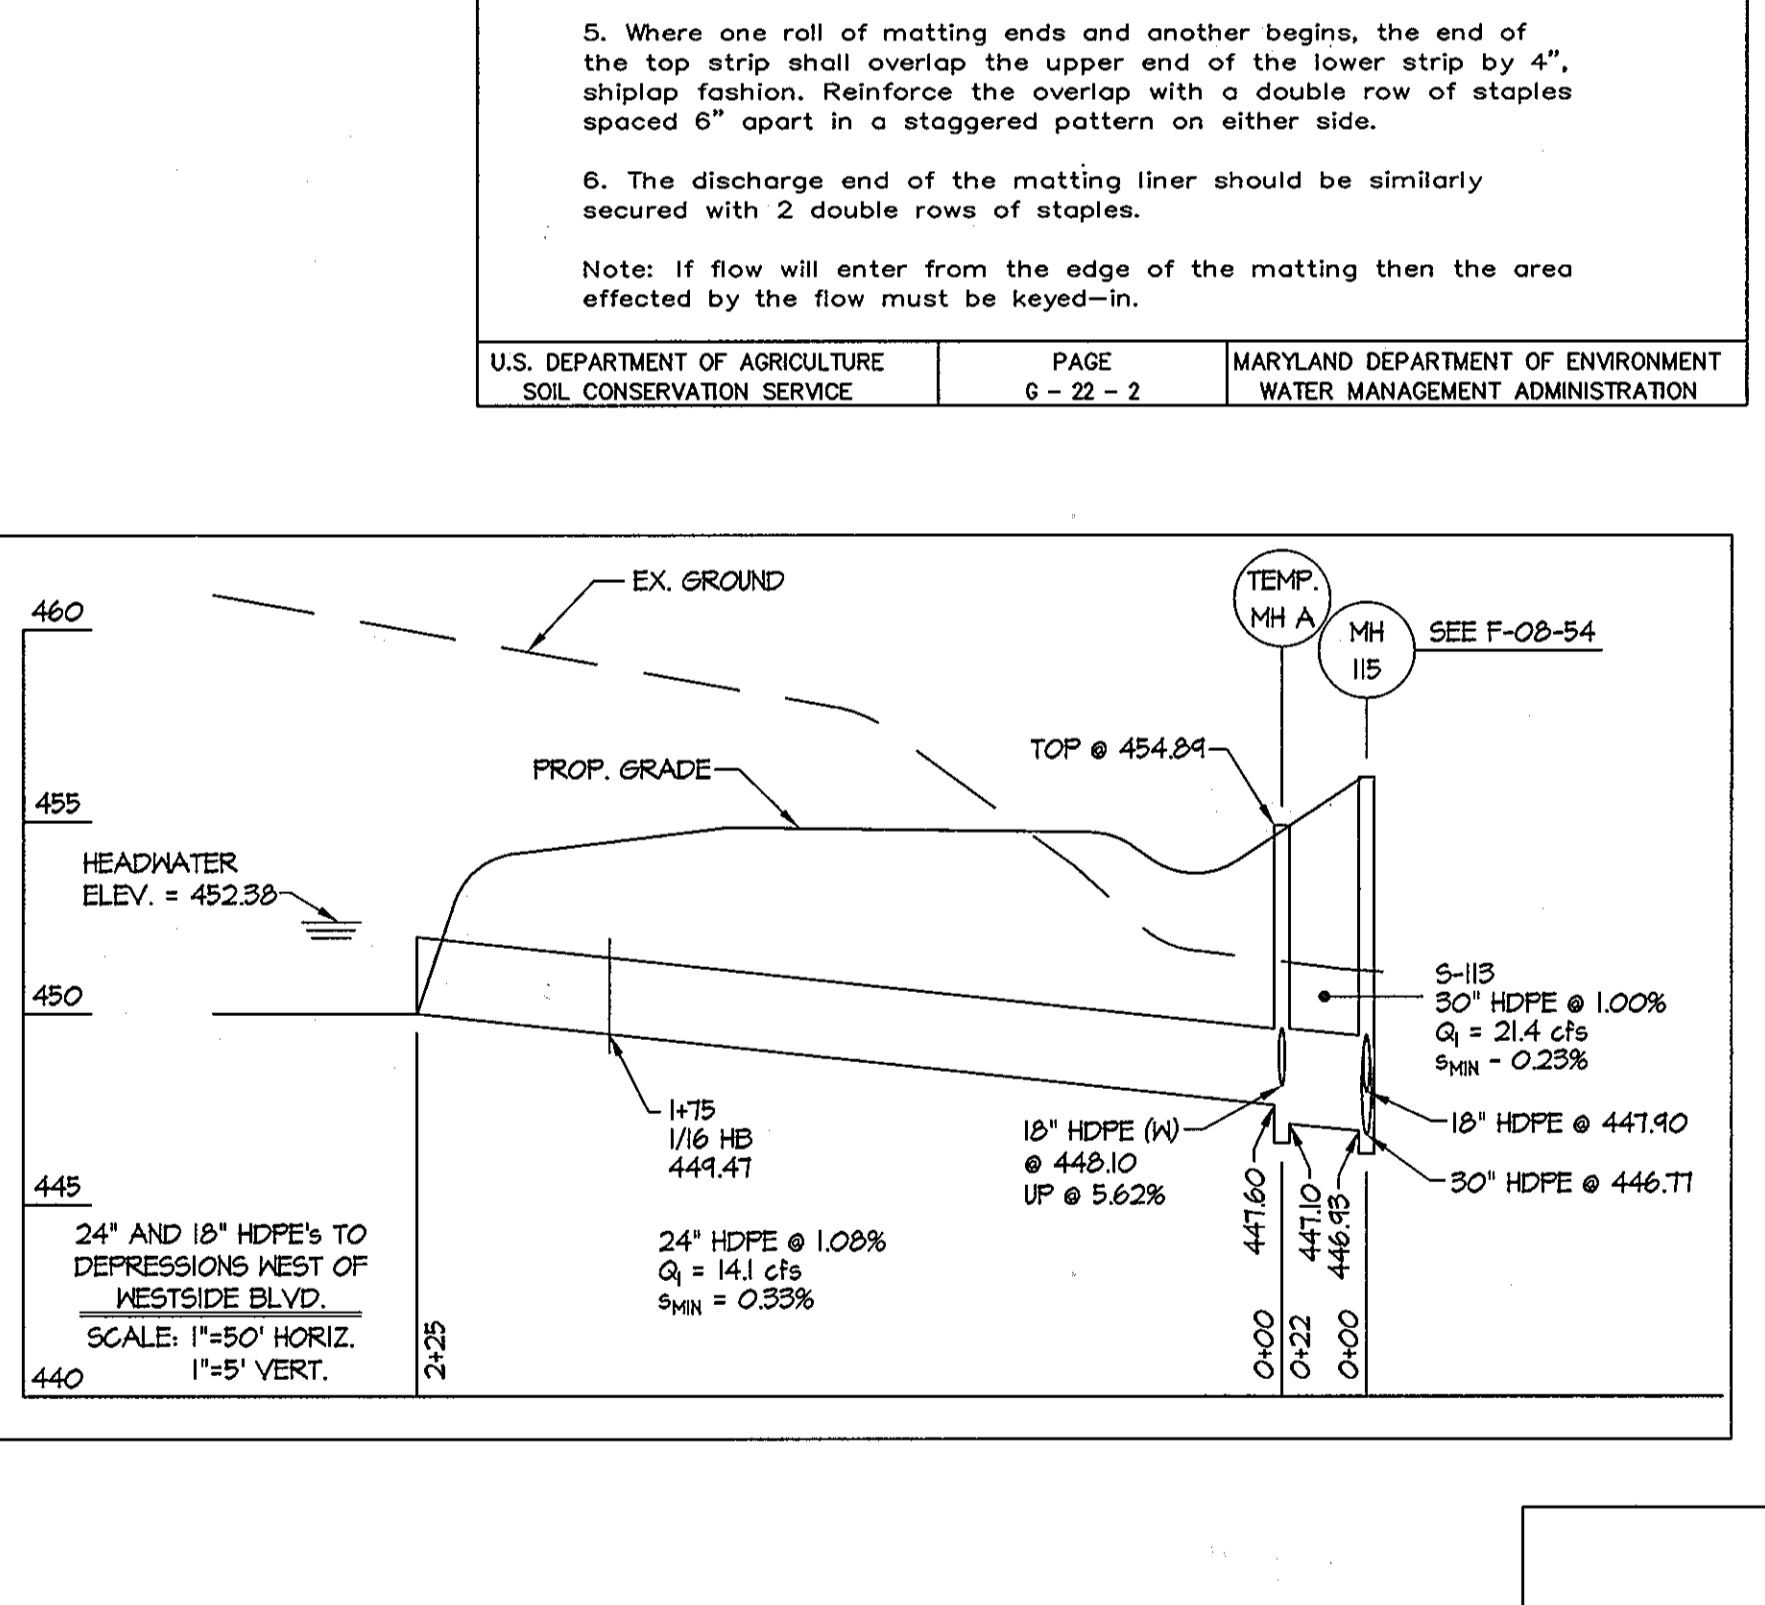 5. Where one roll of matting ends and another begins, the end of
the top strip shall overlap the upper end of the lower strip by 4”,
shiplap fashion. Reinforce the overlap with a double row of staples
spaced 6” apart in a staggered pattern on either side.
6. The discharge end of the matting liner should be similarly
secured with 2 double rows of staples.
Note: If flow will enter from the edge of the matting then the area
effected by the flow must be keyed—in.
U.S. DEPARTMENT OF AGRICULTURE
SOIL CONSERVATION SERVICE
PAGE
G – 22 – 2
MARYLAND DEPARTMENT OF ENVIRONMENT
WATER MANAGEMENT ADMINISTRATION
460
455
450
445
440
EX. GROUND
TEMP.
MH A
MH
115
SEE F-08-54
TOP @ 454.89
PROP. GRADE
HEADWATER
ELEV. = 452.38
S-113
30" HDPE @ 1.00%
Q1 = 21.4 cfs
SMIN - 0.23%
1+75
1/16 HB
449.47
18" HDPE (W)
@ 448.10
UP @ 5.62%
18" HDPE @ 447.90
30" HDPE @ 446.77
447.60
447.10
446.93
24" HDPE @ 1.08%
Q1 = 14.1 cfs
SMIN = 0.33%
24" AND 18" HDPE's TO
DEPRESSIONS WEST OF
WESTSIDE BLVD.
SCALE: 1"=50' HORIZ.
1"=5' VERT.
2+25
0+00
0+22
0+00